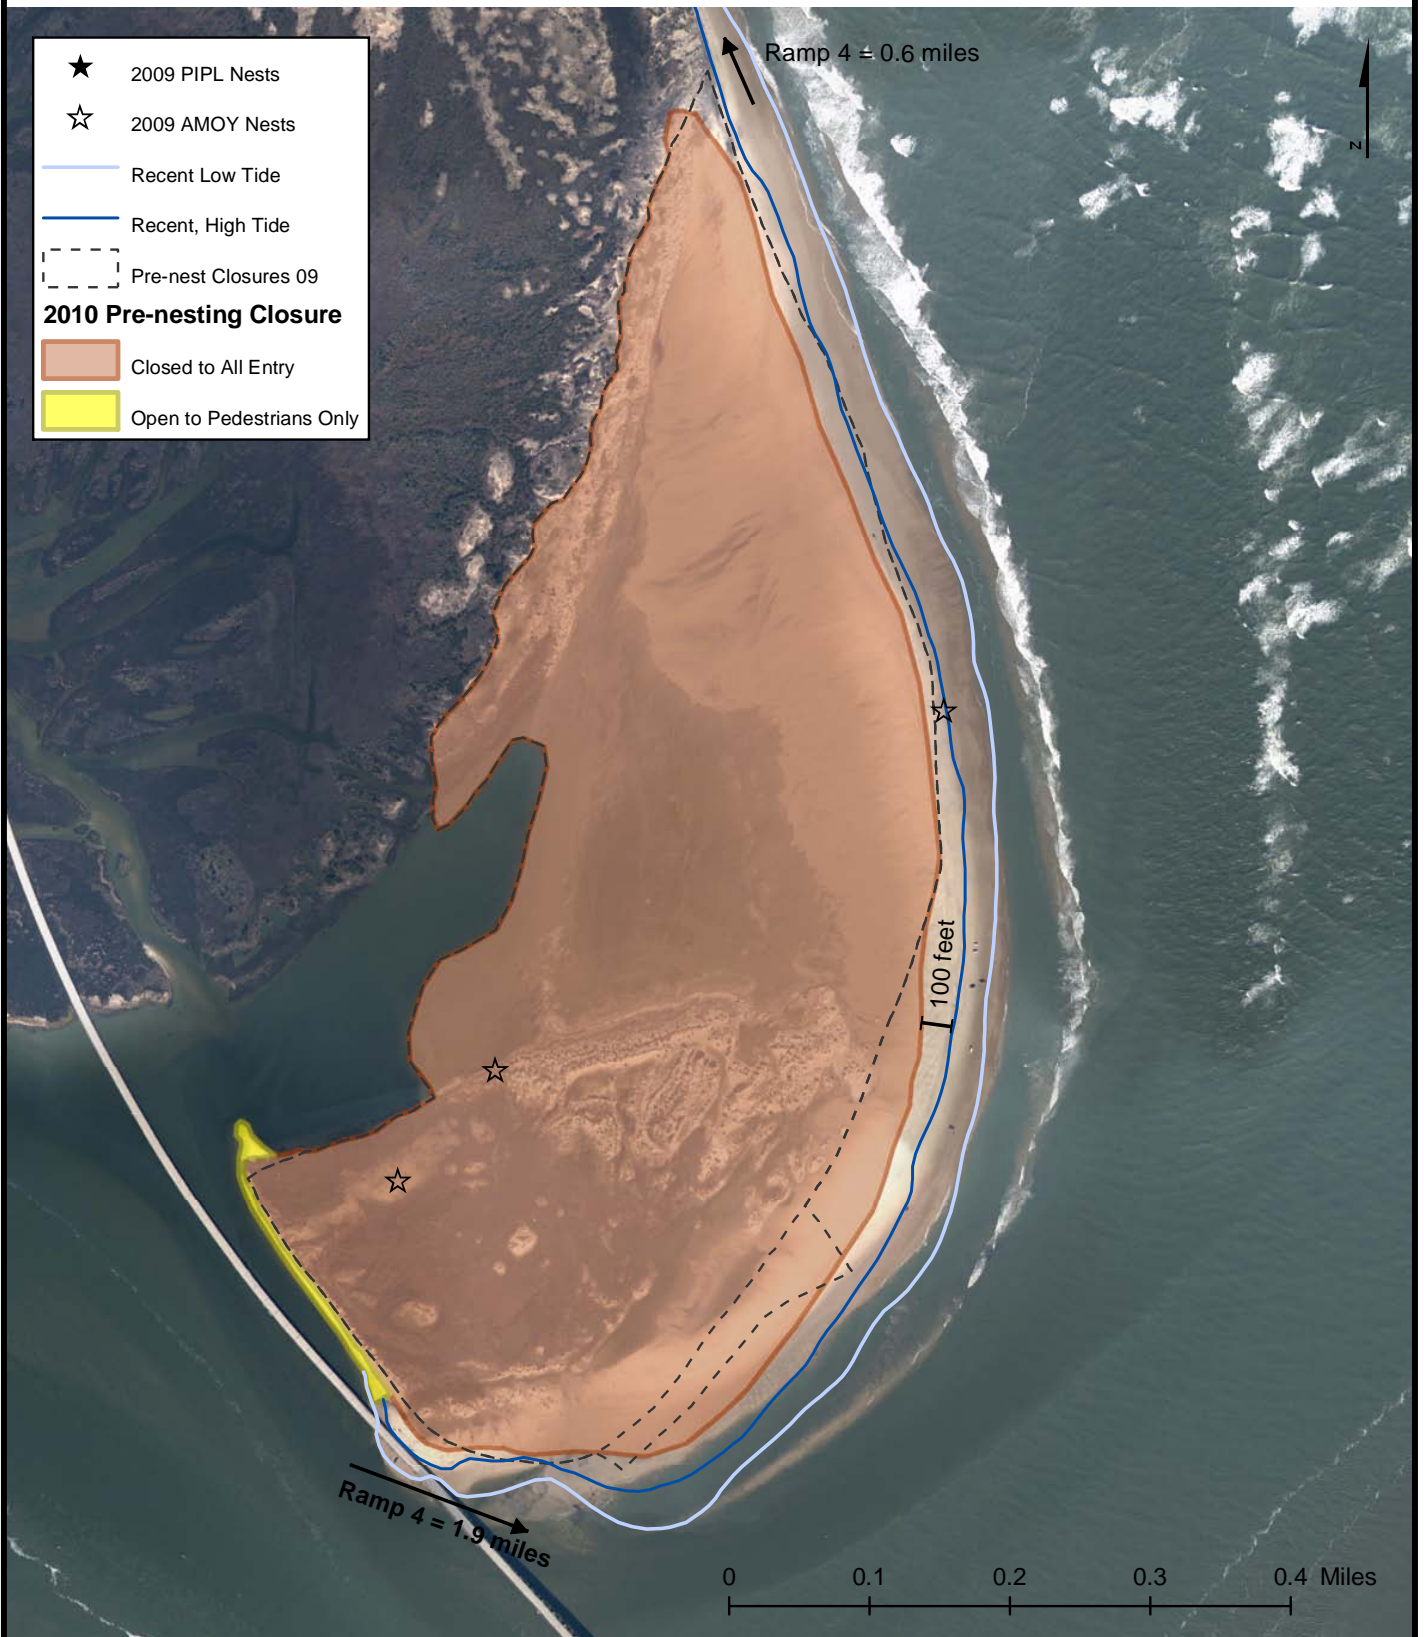 2009 PIPL Nests
2009 AMOY Nests
Recent Low Tide
Recent, High Tide
Pre-nest Closures 09
2010 Pre-nesting Closure
Closed to All Entry
Open to Pedestrians Only
Ramp 4 = 0.6 miles
z
100 feet
Ramp 4 = 1.9 miles
0 0.1 0.2 0.3 0.4 Miles